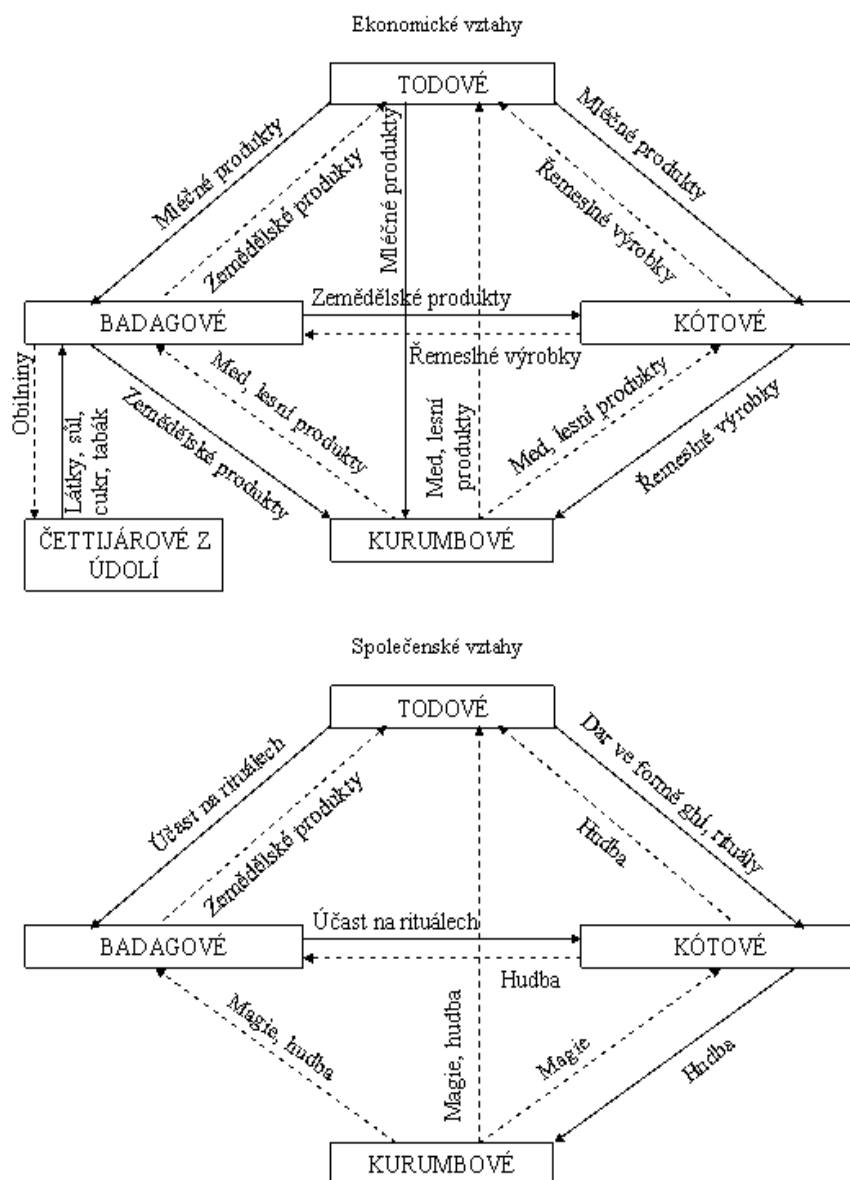 Ekonomické vztahy
TODOVÉ
Mléčné produkty
Zemědělské produkty
Mléčné produkty
Řemeslné výrobky
Mléčné produkty
BADAGOVÉ
Zemědělské produkty
Řemeslné výrobky
KÓTOVÉ
Obilniny
Látky, sůl,
cukr, tabák
Zemědělské produkty
Med, lesní produkty
Med, lesní
produkty
Med, lesní produkty
Řemeslné výrobky
ČETTIJÁROVÉ Z
ÚDOLÍ
KURUMBOVÉ
Společenské vztahy
TODOVÉ
Účast na rituálech
Zemědělské produkty
Hudba
Dar ve formě ghí, rituály
BADAGOVÉ
Účast na rituálech
Hudba
KÓTOVÉ
Magie, hudba
Magie, hudba
Magie
Hudba
KURUMBOVÉ